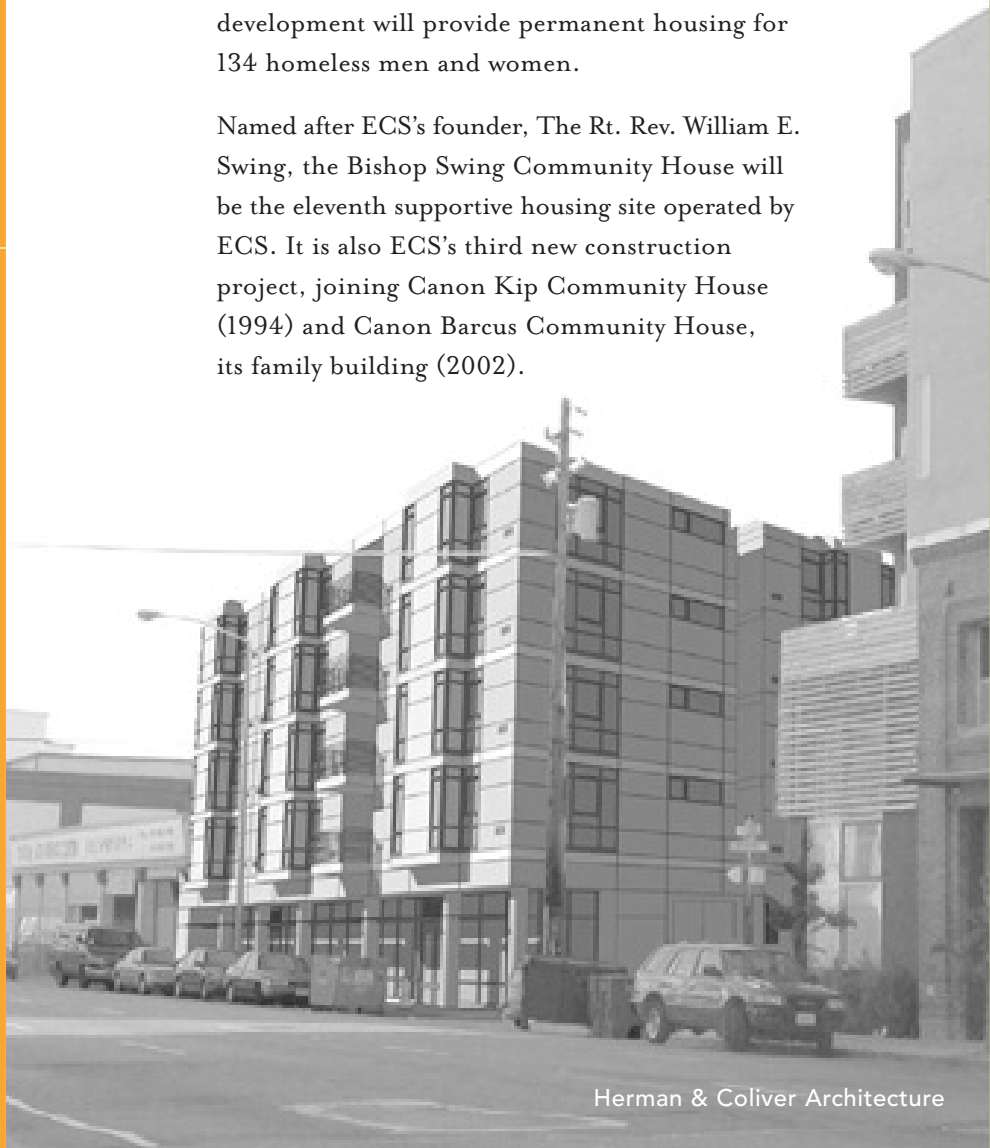 development will provide permanent housing for
134 homeless men and women.
Named after ECS’s founder, The Rt. Rev. William E.
Swing, the Bishop Swing Community House will
be the eleventh supportive housing site operated by
ECS. It is also ECS’s third new construction
project, joining Canon Kip Community House
(1994) and Canon Barcus Community House,
its family building (2002).
Herman & Coliver Architecture